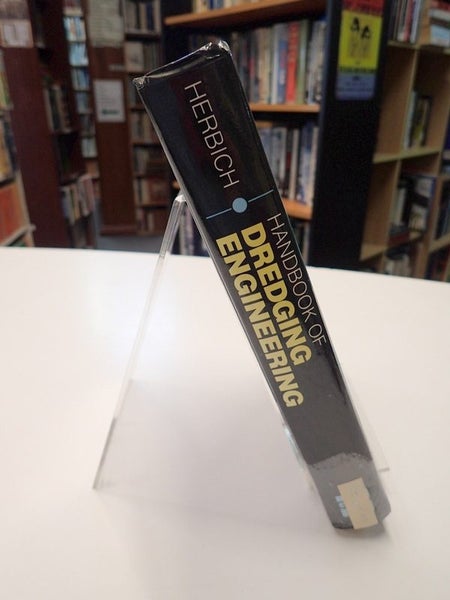 HERBICH
HANDBOOK OF
DREDGING
ENGINEERING